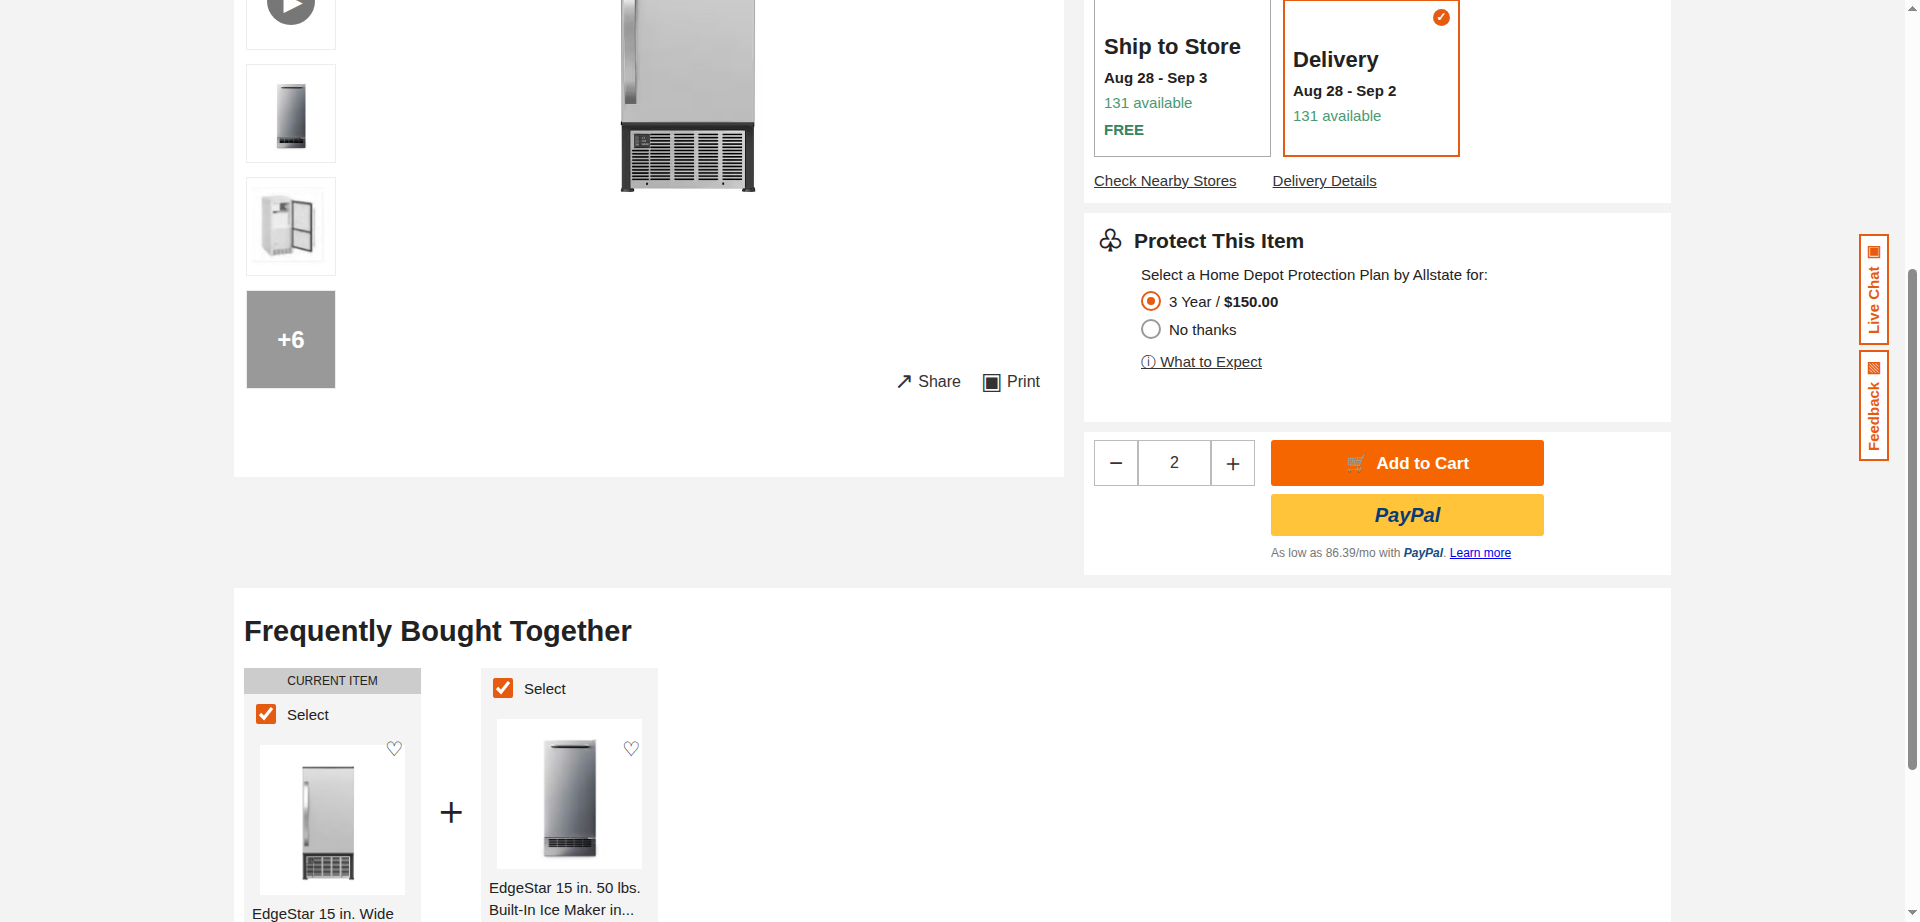 +6
Share
Print
Ship to Store
Aug 28 - Sep 3
131 available
FREE
Delivery
Aug 28 - Sep 2
131 available
Check Nearby Stores
Delivery Details
Protect This Item
Select a Home Depot Protection Plan by Allstate for:
3 Year / $150.00
No thanks
ⓘ What to Expect
− 2 +
Add to Cart
PayPal
As low as 86.39/mo with PayPal. Learn more
Live Chat
Feedback
Frequently Bought Together
CURRENT ITEM
Select
EdgeStar 15 in. Wide
+
Select
EdgeStar 15 in. 50 lbs.
Built-In Ice Maker in...